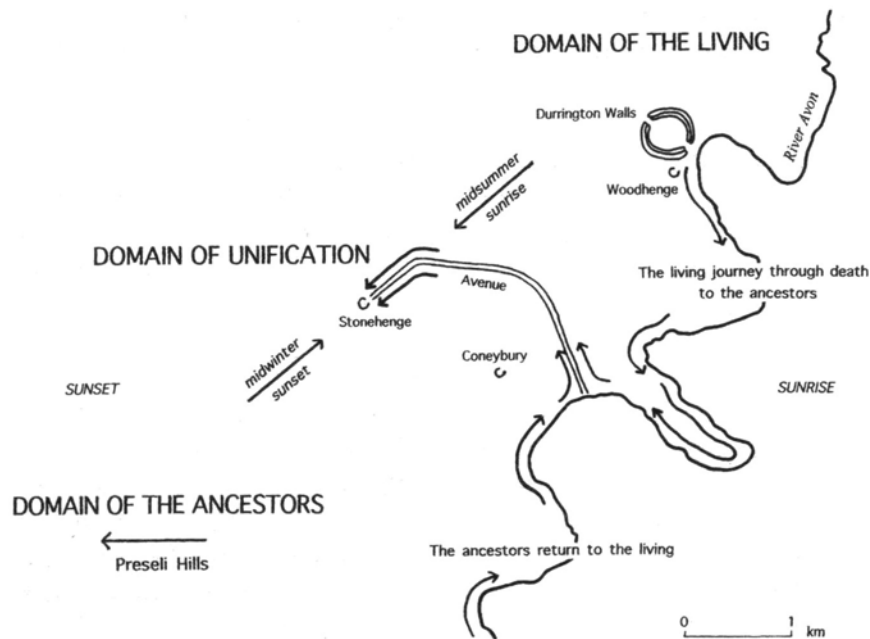 DOMAIN OF THE LIVING
Durrington Walls
River Avon
Woodhenge
midsummer
sunrise
DOMAIN OF UNIFICATION
The living journey through death
to the ancestors
Avenue
Stonehenge
Coneybury
midwinter
sunset
SUNSET
SUNRISE
DOMAIN OF THE ANCESTORS
Preseli Hills
The ancestors return to the living
0 1
km